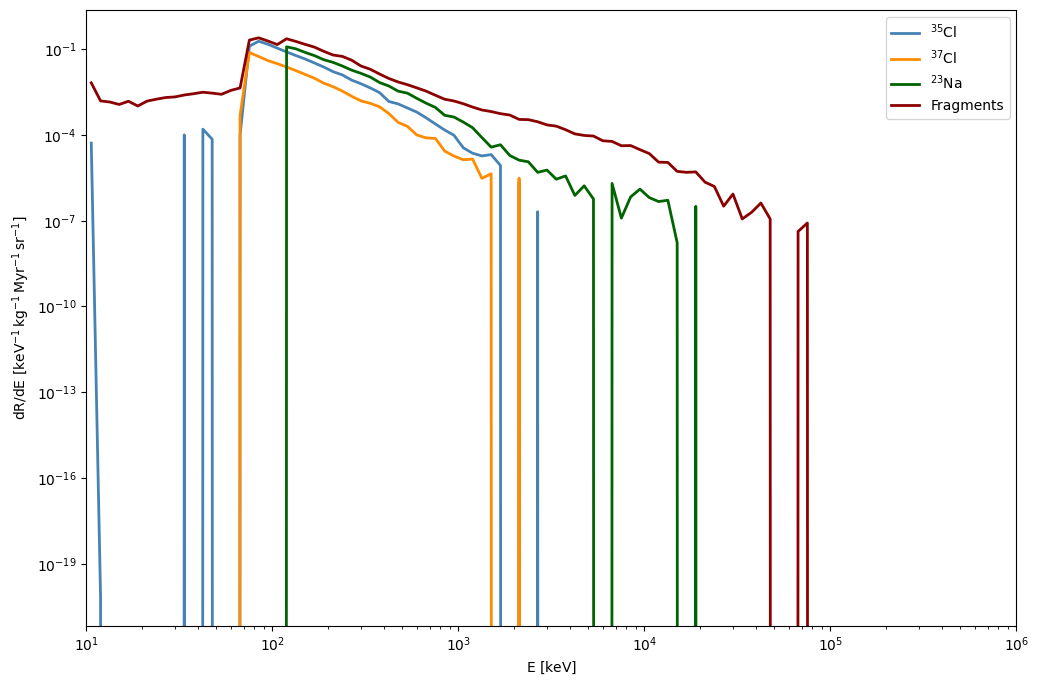 ³⁵Cl
³⁷Cl
²³Na
Fragments
10⁻¹
10⁻⁴
10⁻⁷
10⁻¹⁰
10⁻¹³
10⁻¹⁶
10⁻¹⁹
dR/dE [keV⁻¹ kg⁻¹ Myr⁻¹ sr⁻¹]
10¹ 10² 10³ 10⁴ 10⁵ 10⁶
E [keV]